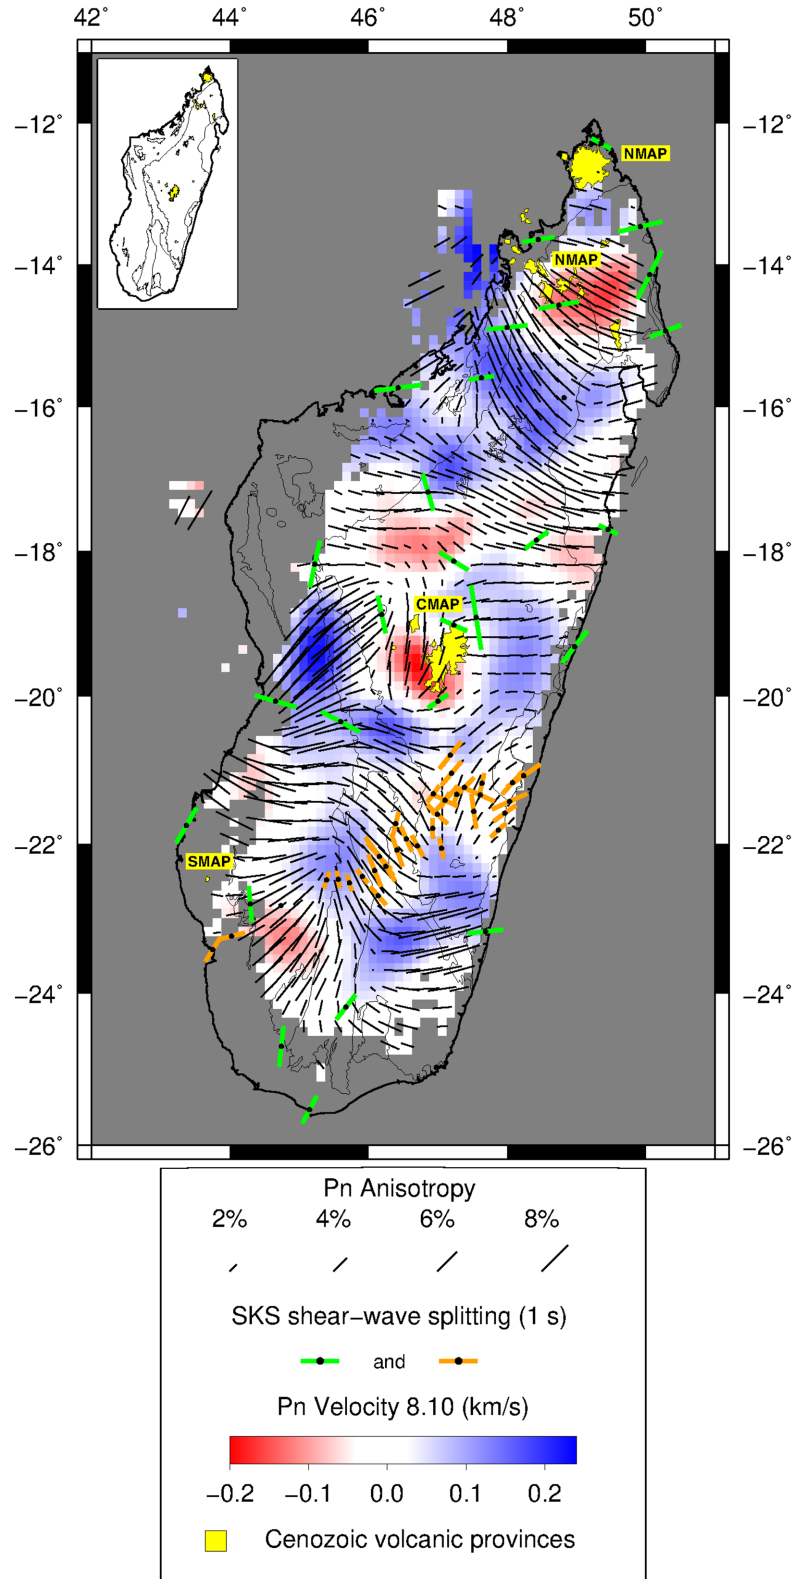 42° 44° 46° 48° 50°
−12° −12°
NMAP
NMAP
−14° −14°
−16° −16°
−18° −18°
CMAP
−20° −20°
−22° −22°
SMAP
−24° −24°
−26° −26°
Pn Anisotropy
2% 4% 6% 8%
SKS shear−wave splitting (1 s)
and
Pn Velocity 8.10 (km/s)
−0.2 −0.1 0.0 0.1 0.2
Cenozoic volcanic provinces